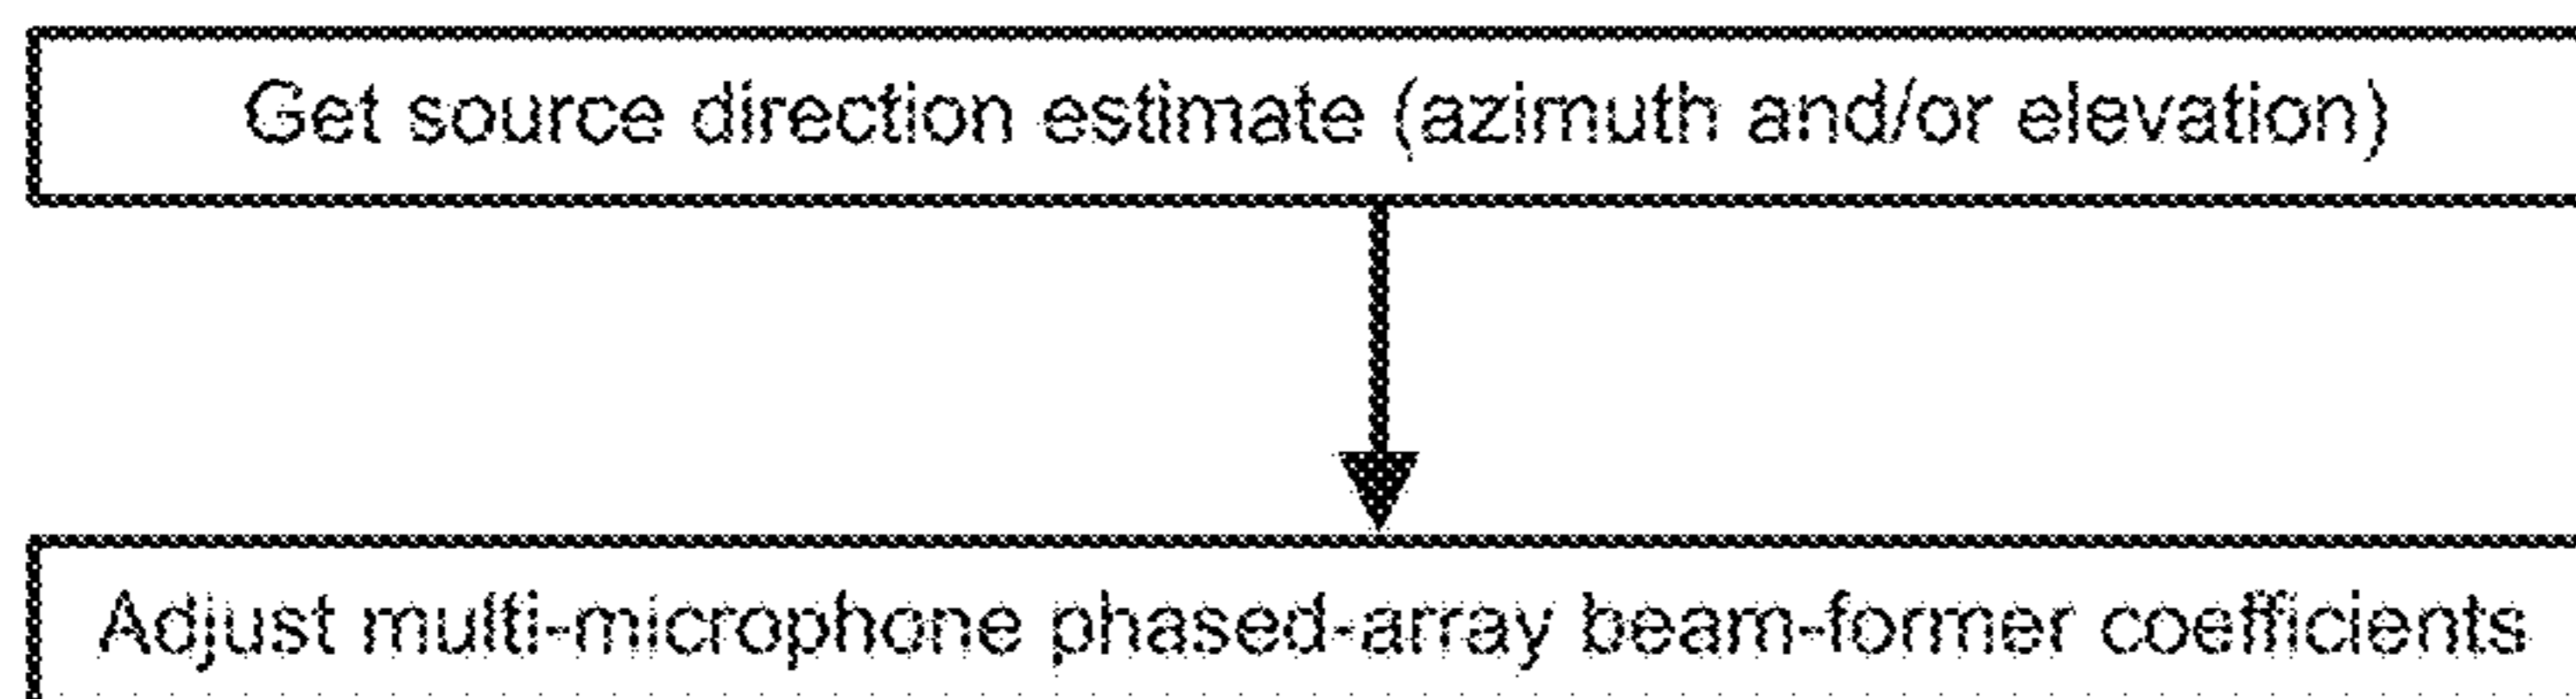 Get source direction estimate (azimuth and/or elevation)
Adjust multi-microphone phased-array beam-former coefficients